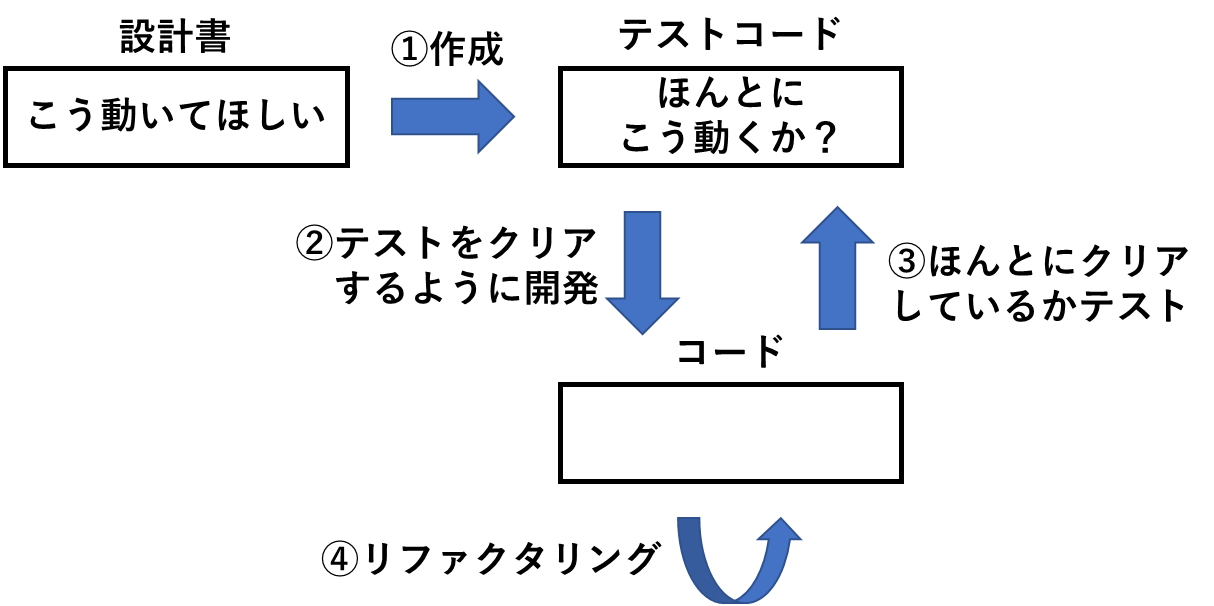 設計書
①作成
テストコード
こう動いてほしい
ほんとに
こう動くか？
②テストをクリア
するように開発
③ほんとにクリア
しているかテスト
コード
④リファクタリング